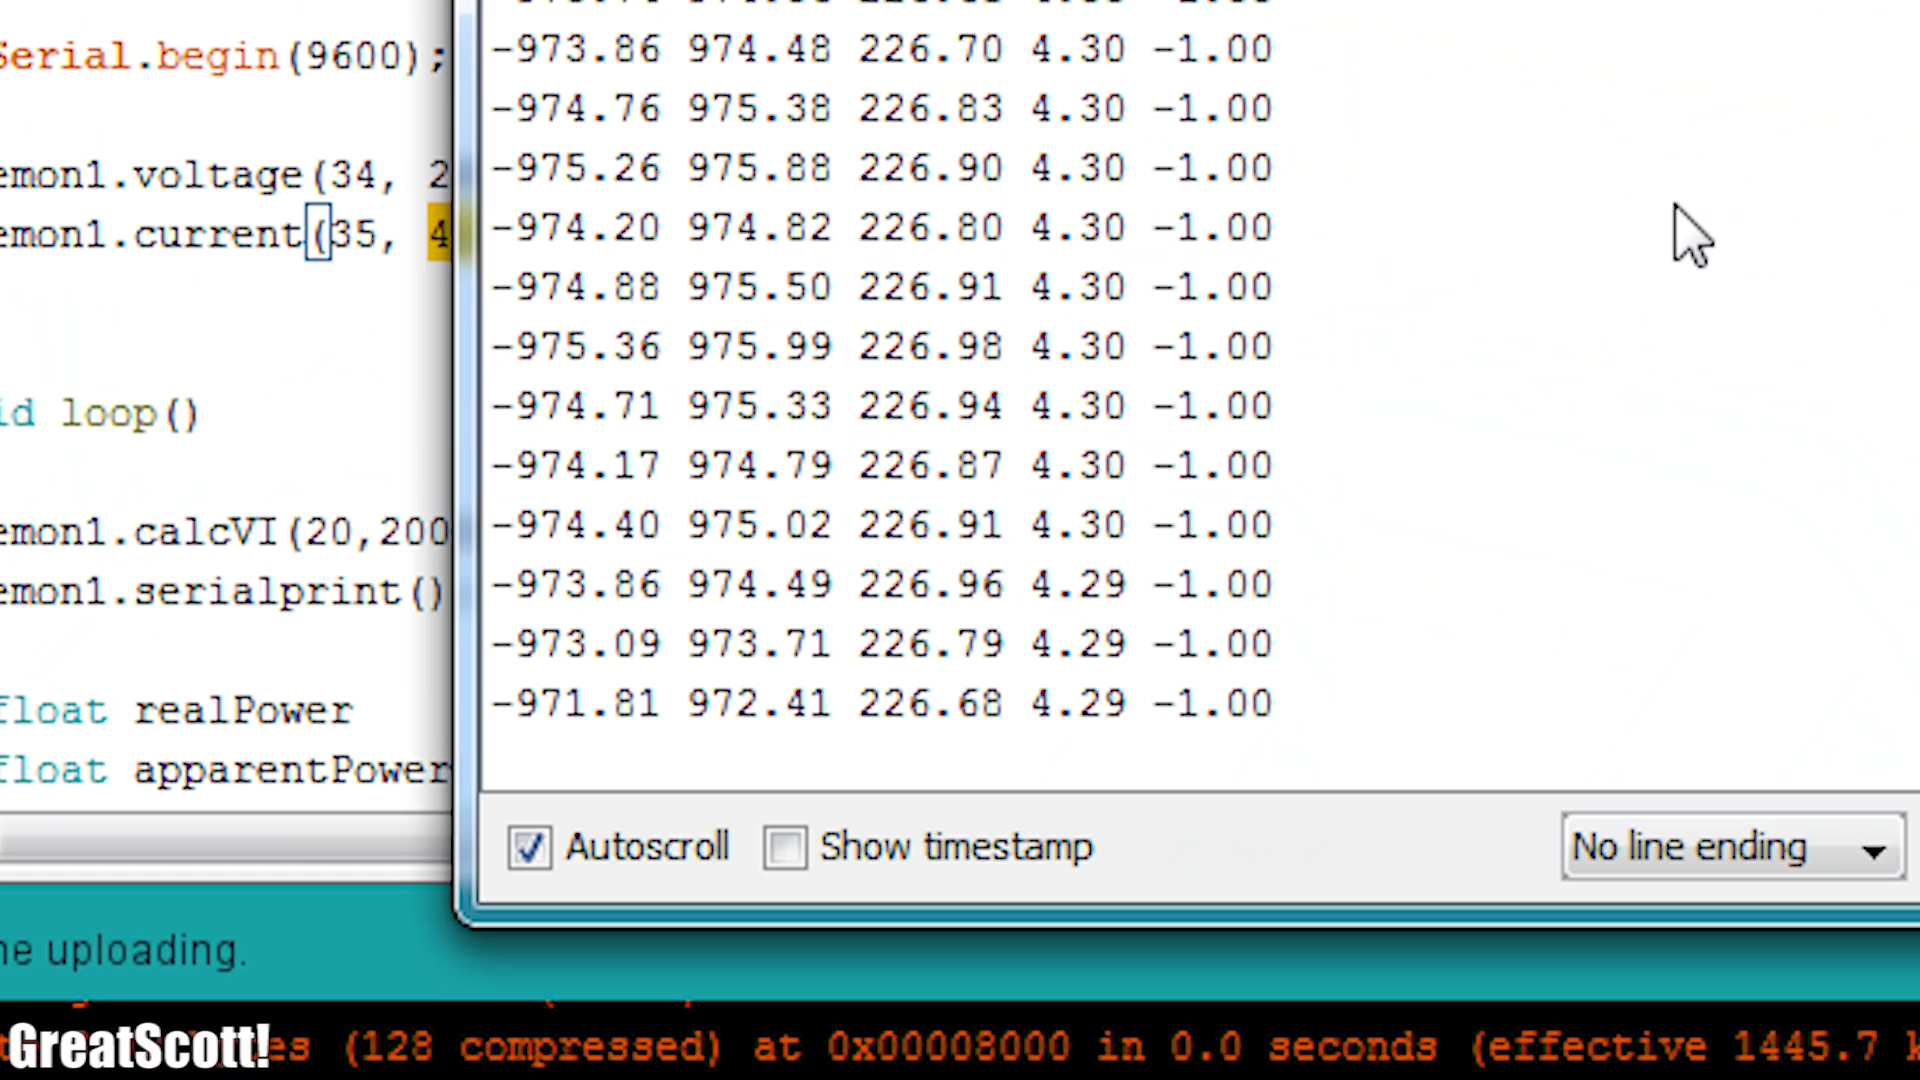 Serial.begin(9600);
emon1.voltage(34, 2
emon1.current(35, 4
id loop()
emon1.calcVI(20,200
emon1.serialprint()
float realPower
float apparentPower
-973.86 974.48 226.70 4.30 -1.00
-974.76 975.38 226.83 4.30 -1.00
-975.26 975.88 226.90 4.30 -1.00
-974.20 974.82 226.80 4.30 -1.00
-974.88 975.50 226.91 4.30 -1.00
-975.36 975.99 226.98 4.30 -1.00
-974.71 975.33 226.94 4.30 -1.00
-974.17 974.79 226.87 4.30 -1.00
-974.40 975.02 226.91 4.30 -1.00
-973.86 974.49 226.96 4.29 -1.00
-973.09 973.71 226.79 4.29 -1.00
-971.81 972.41 226.68 4.29 -1.00
Autoscroll Show timestamp No line ending
ne uploading.
GreatScott!
es (128 compressed) at 0x00008000 in 0.0 seconds (effective 1445.7 k